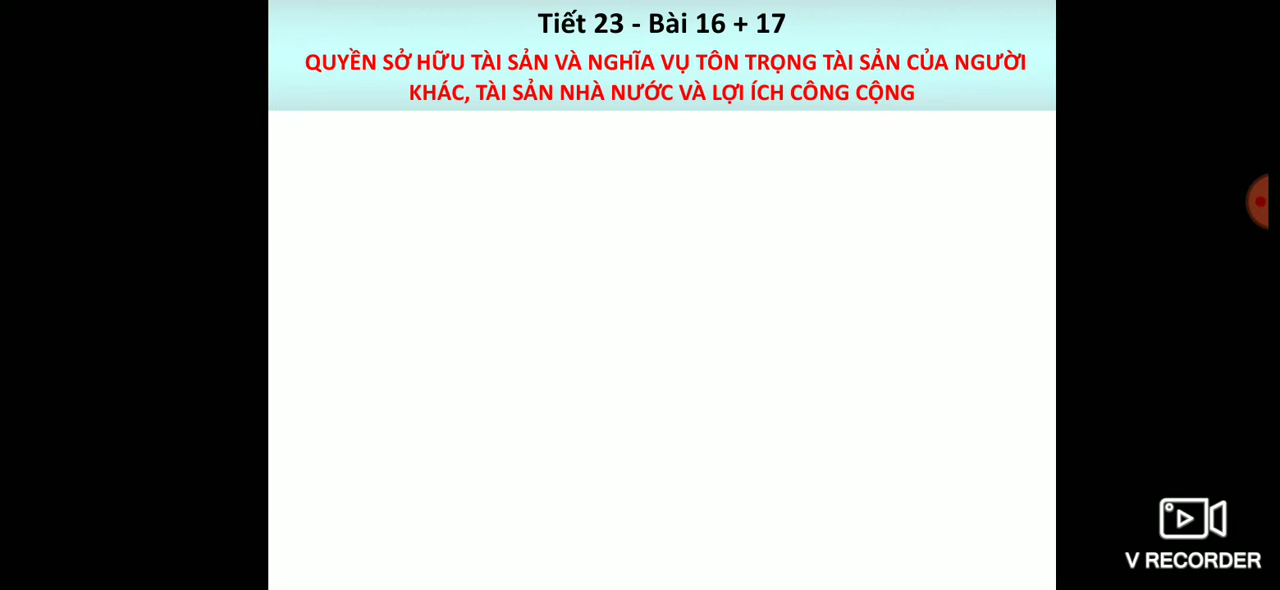 Tiết 23 - Bài 16 + 17
QUYỀN SỞ HỮU TÀI SẢN VÀ NGHĨA VỤ TÔN TRỌNG TÀI SẢN CỦA NGƯỜI
KHÁC, TÀI SẢN NHÀ NƯỚC VÀ LỢI ÍCH CÔNG CỘNG
V RECORDER